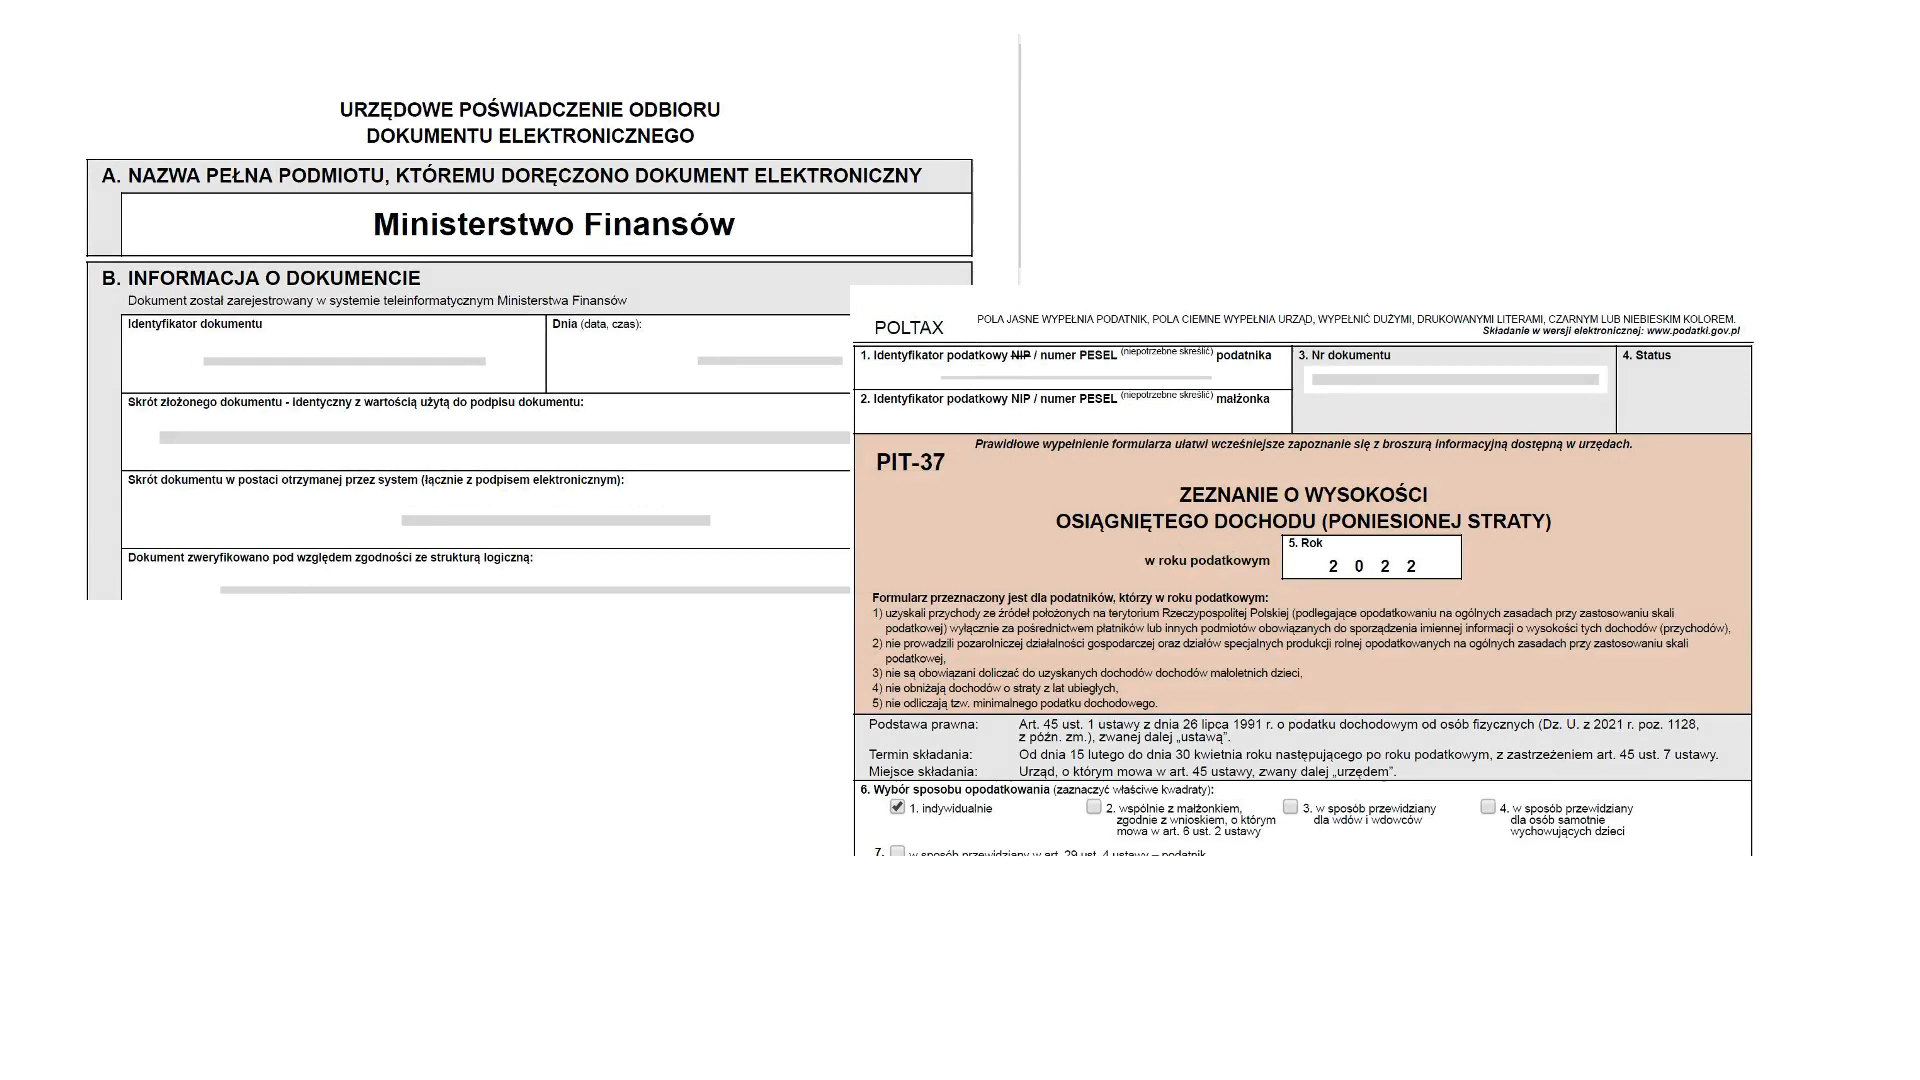 URZĘDOWE POŚWIADCZENIE ODBIORU
DOKUMENTU ELEKTRONICZNEGO
A. NAZWA PEŁNA PODMIOTU, KTÓREMU DORĘCZONO DOKUMENT ELEKTRONICZNY
Ministerstwo Finansów
B. INFORMACJA O DOKUMENCIE
Dokument został zarejestrowany w systemie teleinformatycznym Ministerstwa Finansów
Identyfikator dokumentu
Dnia (data, czas):
Skrót złożonego dokumentu - identyczny z wartością użytą do podpisu dokumentu:
Skrót dokumentu w postaci otrzymanej przez system (łącznie z podpisem elektronicznym):
Dokument zweryfikowano pod względem zgodności ze strukturą logiczną:
POLTAX
POLA JASNE WYPEŁNIA PODATNIK, POLA CIEMNE WYPEŁNIA URZĄD, WYPEŁNIĆ DUŻYMI, DRUKOWANYMI LITERAMI, CZARNYM LUB NIEBIESKIM KOLOREM.
Składanie w wersji elektronicznej: www.podatki.gov.pl
1. Identyfikator podatkowy NIP / numer PESEL (niepotrzebne skreślić) podatnika
3. Nr dokumentu
4. Status
2. Identyfikator podatkowy NIP / numer PESEL (niepotrzebne skreślić) małżonka
Prawidłowe wypełnienie formularza ułatwi wcześniejsze zapoznanie się z broszurą informacyjną dostępną w urzędach.
PIT-37
ZEZNANIE O WYSOKOŚCI
OSIĄGNIĘTEGO DOCHODU (PONIESIONEJ STRATY)
5. Rok
w roku podatkowym
2 0 2 2
Formularz przeznaczony jest dla podatników, którzy w roku podatkowym:
1) uzyskali przychody ze źródeł położonych na terytorium Rzeczypospolitej Polskiej (podlegające opodatkowaniu na ogólnych zasadach przy zastosowaniu skali
podatkowej) wyłącznie za pośrednictwem płatników lub innych podmiotów obowiązanych do sporządzenia imiennej informacji o wysokości tych dochodów (przychodów),
2) nie prowadzili pozarolniczej działalności gospodarczej oraz działów specjalnych produkcji rolnej opodatkowanych na ogólnych zasadach przy zastosowaniu skali
podatkowej,
3) nie są obowiązani doliczać do uzyskanych dochodów dochodów małoletnich dzieci,
4) nie obniżają dochodów o straty z lat ubiegłych,
5) nie odliczają tzw. minimalnego podatku dochodowego.
Podstawa prawna: Art. 45 ust. 1 ustawy z dnia 26 lipca 1991 r. o podatku dochodowym od osób fizycznych (Dz. U. z 2021 r. poz. 1128,
z późn. zm.), zwanej dalej „ustawą”.
Termin składania: Od dnia 15 lutego do dnia 30 kwietnia roku następującego po roku podatkowym, z zastrzeżeniem art. 45 ust. 7 ustawy.
Miejsce składania: Urząd, o którym mowa w art. 45 ustawy, zwany dalej „urzędem”.
6. Wybór sposobu opodatkowania (zaznaczyć właściwe kwadraty):
1. indywidualnie
2. wspólnie z małżonkiem,
zgodnie z wnioskiem, o którym
mowa w art. 6 ust. 2 ustawy
3. w sposób przewidziany
dla wdów i wdowców
4. w sposób przewidziany
dla osób samotnie
wychowujących dzieci
7. w sposób przewidziany w art. 29 ust. 4 ustawy – podatnik